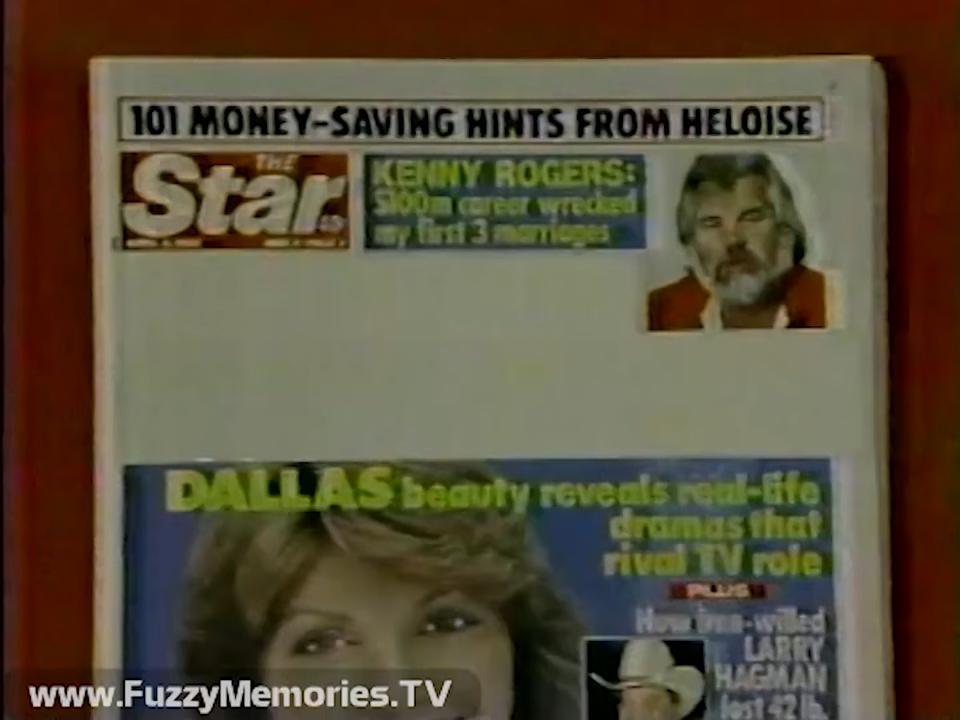 101 MONEY-SAVING HINTS FROM HELOISE
THE
Star
KENNY ROGERS:
$100m career wrecked
my first 3 marriages
DALLAS beauty reveals real-life
dramas that
rival TV role
PLUS
How iron-willed
LARRY
HAGMAN
lost 42 lb.
www.FuzzyMemories.TV